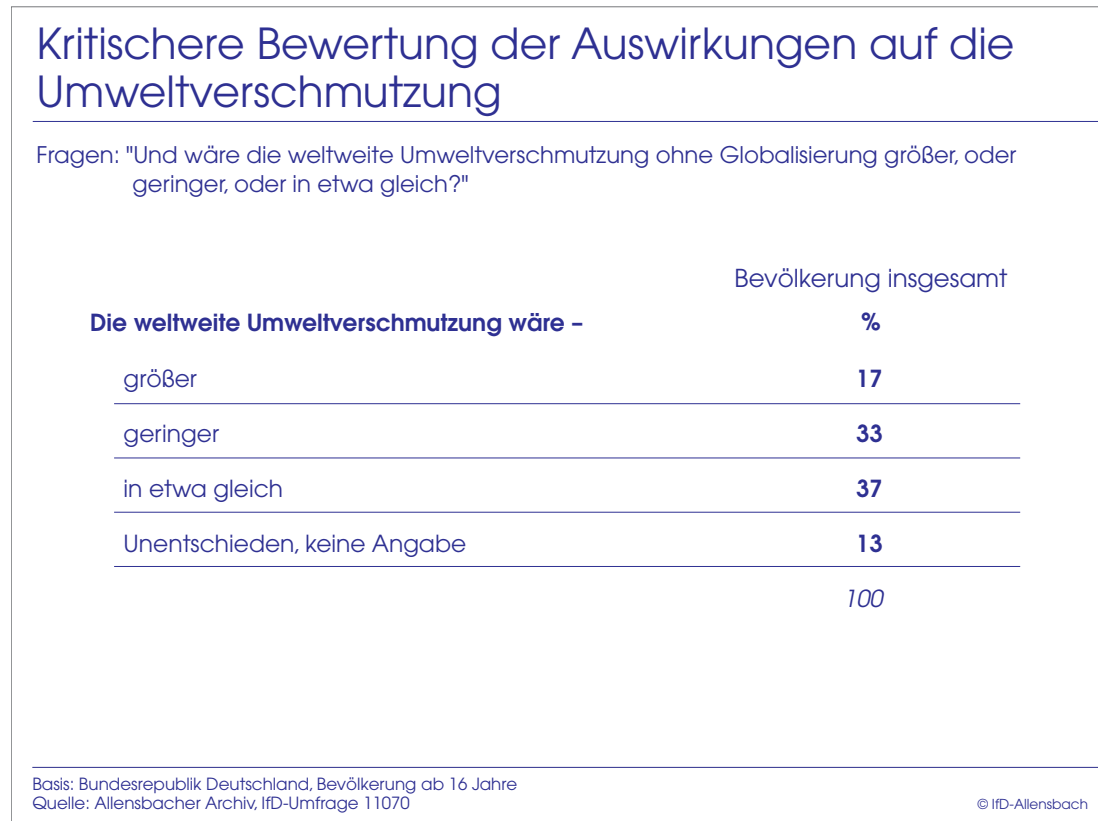 Kritischere Bewertung der Auswirkungen auf die
Umweltverschmutzung
Fragen: "Und wäre die weltweite Umweltverschmutzung ohne Globalisierung größer, oder
geringer, oder in etwa gleich?"
Bevölkerung insgesamt
Die weltweite Umweltverschmutzung wäre – %
größer 17
geringer 33
in etwa gleich 37
Unentschieden, keine Angabe 13
100
Basis: Bundesrepublik Deutschland, Bevölkerung ab 16 Jahre
Quelle: Allensbacher Archiv, IfD-Umfrage 11070 © IfD-Allensbach